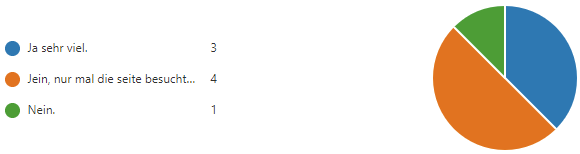 Ja sehr viel. 3
Jein, nur mal die seite besucht... 4
Nein. 1